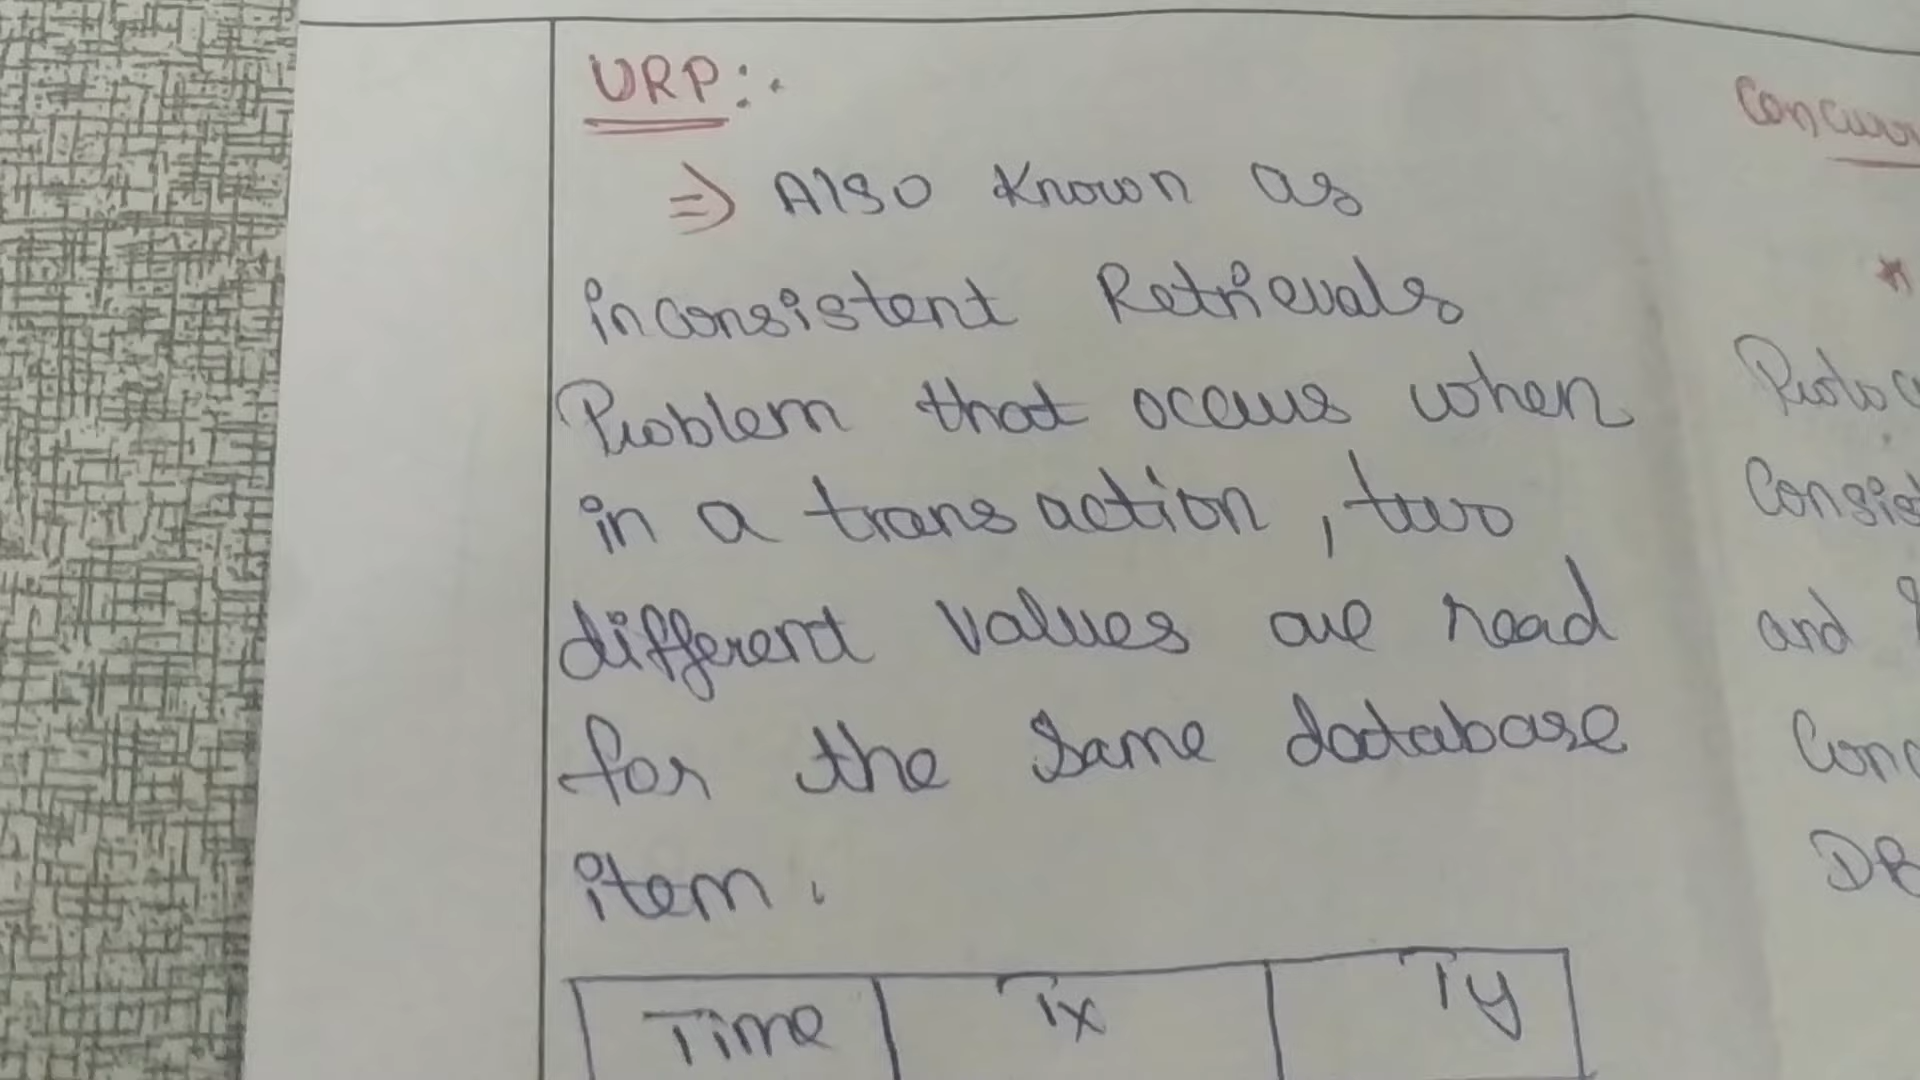 URP:.
⇒ Also Known as
inconsistent Retrievals
Problem that occurs when
in a transaction, two
different values are read
for the same database
item.
Time Tx Ty
and